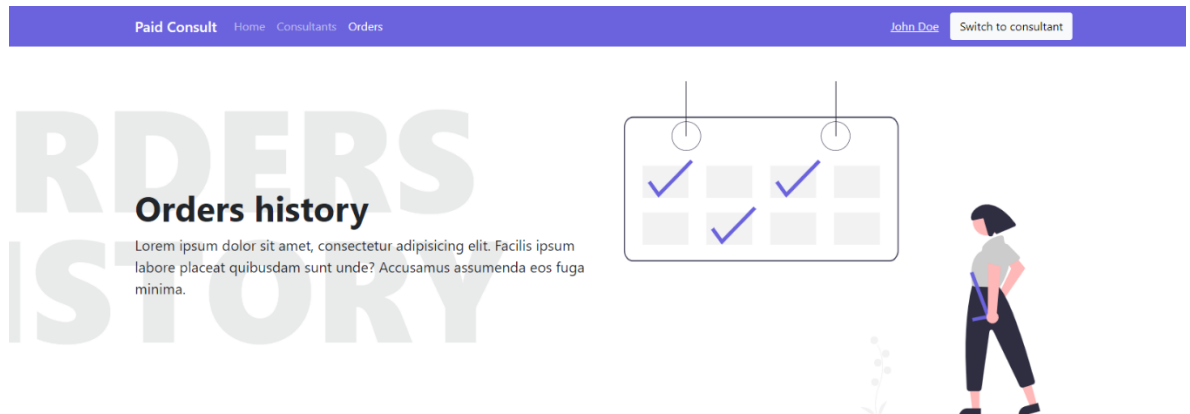 Paid Consult Home Consultants Orders John Doe Switch to consultant
RDERS
ISTORY
Orders history
Lorem ipsum dolor sit amet, consectetur adipisicing elit. Facilis ipsum
labore placeat quibusdam sunt unde? Accusamus assumenda eos fuga
minima.